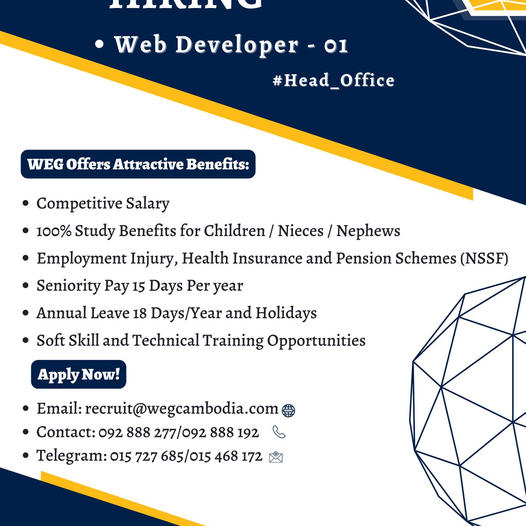 HIRING
• Web Developer - 01
#Head_Office
WEG Offers Attractive Benefits:
• Competitive Salary
• 100% Study Benefits for Children / Nieces / Nephews
• Employment Injury, Health Insurance and Pension Schemes (NSSF)
• Seniority Pay 15 Days Per year
• Annual Leave 18 Days/Year and Holidays
• Soft Skill and Technical Training Opportunities
Apply Now!
• Email: recruit@wegcambodia.com
• Contact: 092 888 277/092 888 192
• Telegram: 015 727 685/015 468 172